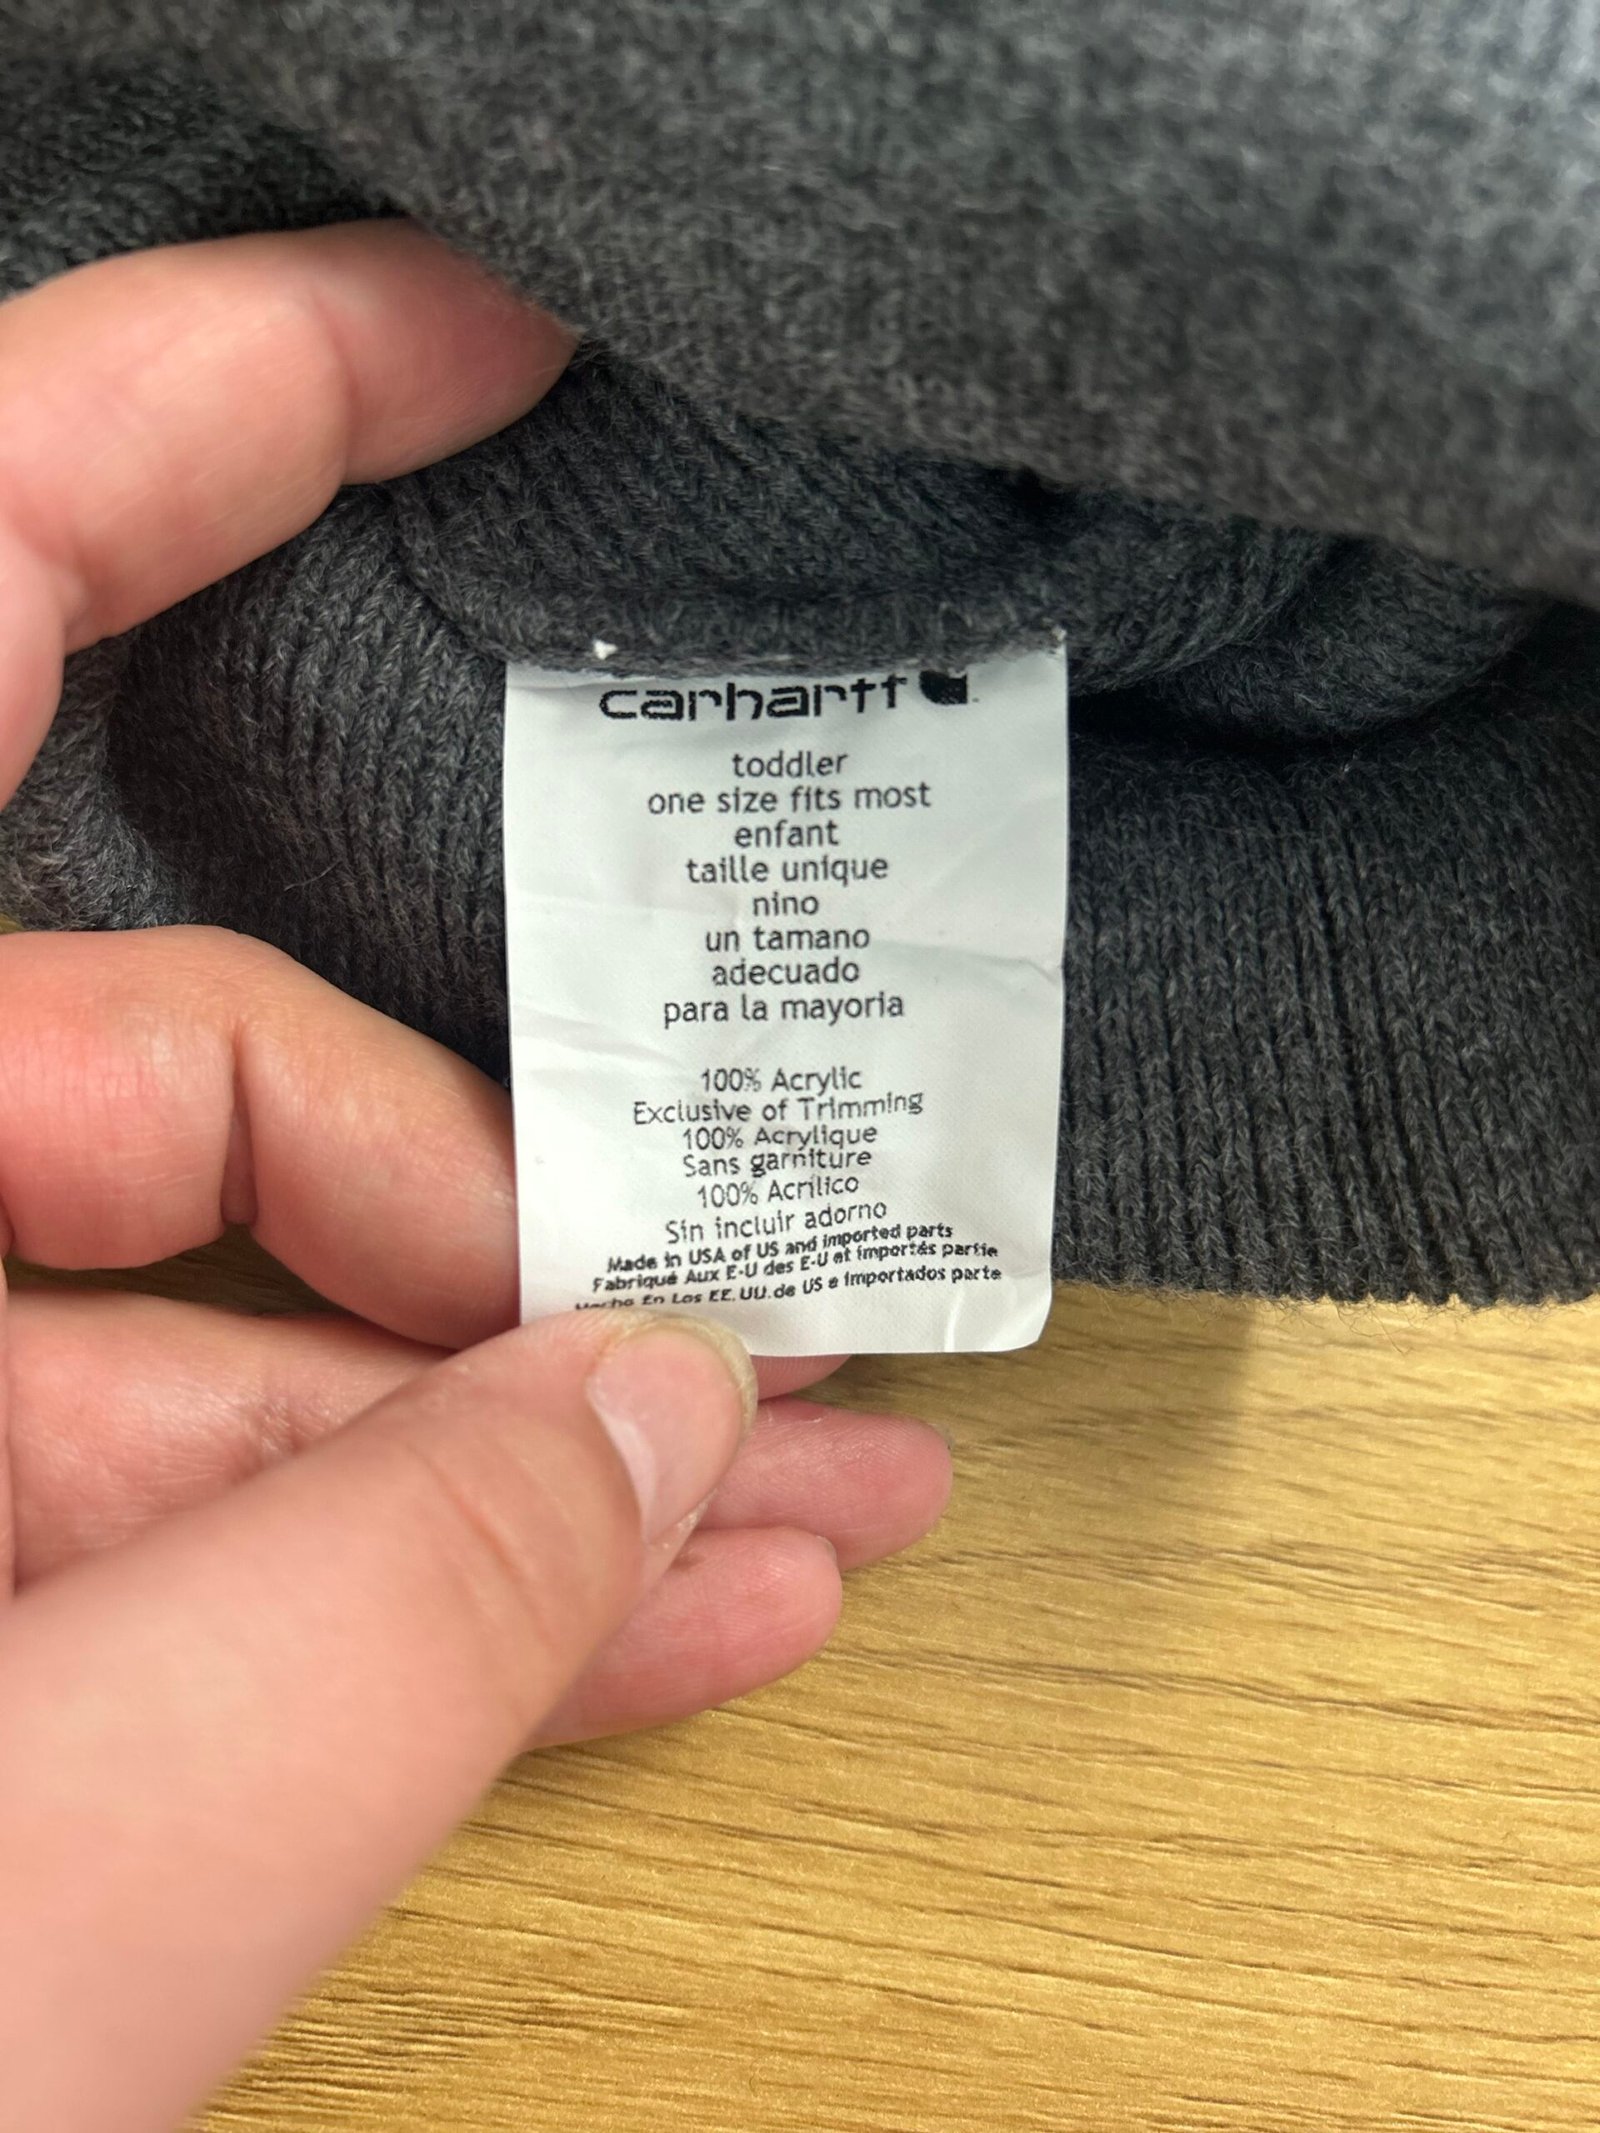 carhartt
toddler
one size fits most
enfant
taille unique
nino
un tamano
adecuado
para la mayoria
100% Acrylic
Exclusive of Trimming
100% Acrylique
Sans garniture
100% Acrílico
Sin incluir adorno
Made in USA of US and imported parts
Fabriqué Aux E-U des E-U et importés partie
Hecho En Los EE.UU.de US e importados parte